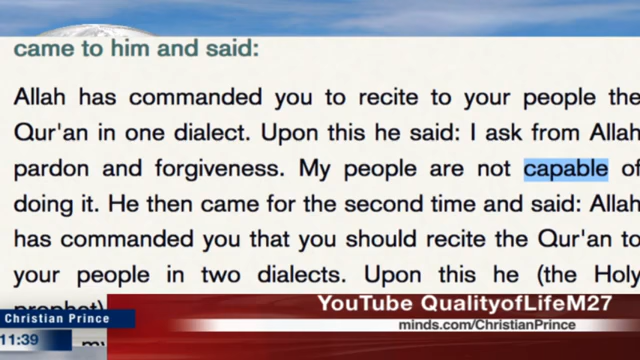 came to him and said:
Allah has commanded you to recite to your people the
Qur'an in one dialect. Upon this he said: I ask from Allah
pardon and forgiveness. My people are not capable of
doing it. He then came for the second time and said: Allah
has commanded you that you should recite the Qur'an to
your people in two dialects. Upon this he (the Holy
prophet)
YouTube QualityofLifeM27
Christian Prince
minds.com/ChristianPrince
11:39